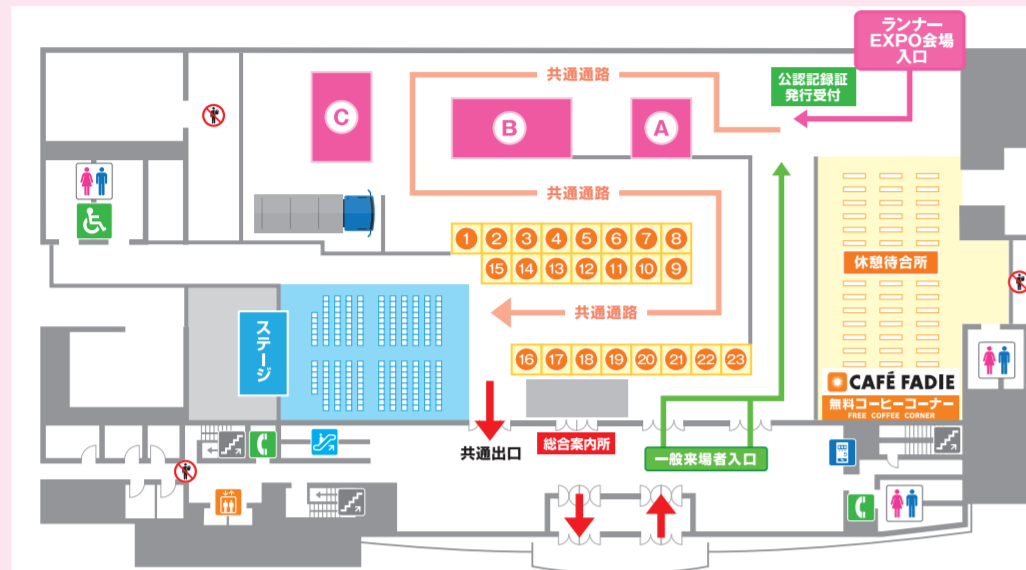 ランナー
EXPO会場
入口
共通通路
公認記録証
発行受付
C
B
A
共通通路
1 2 3 4 5 6 7 8
15 14 13 12 11 10 9
休憩待合所
共通通路
ステージ
16 17 18 19 20 21 22 23
CAFÉ FADIE
無料コーヒーコーナー
FREE COFFEE CORNER
共通出口
総合案内所
一般来場者入口